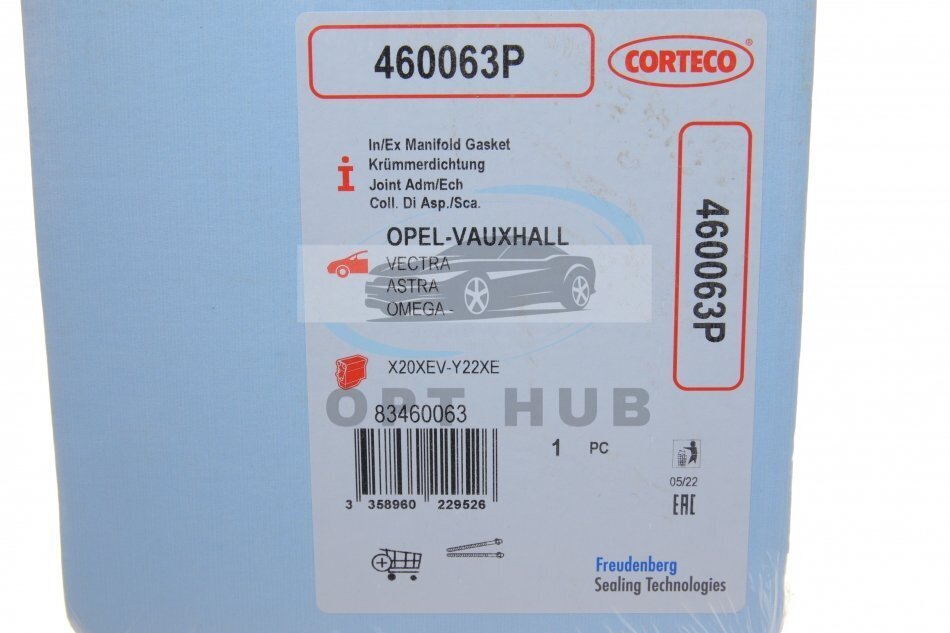 460063P
CORTECO®
In/Ex Manifold Gasket
Krümmerdichtung
Joint Adm/Ech
Coll. Di Asp./Sca.
460063P
OPEL-VAUXHALL
VECTRA
ASTRA
OMEGA -
X20XEV-Y22XE
OPT HUB
83460063
1 PC
3 358960 229526
05/22
EAC
Freudenberg
Sealing Technologies